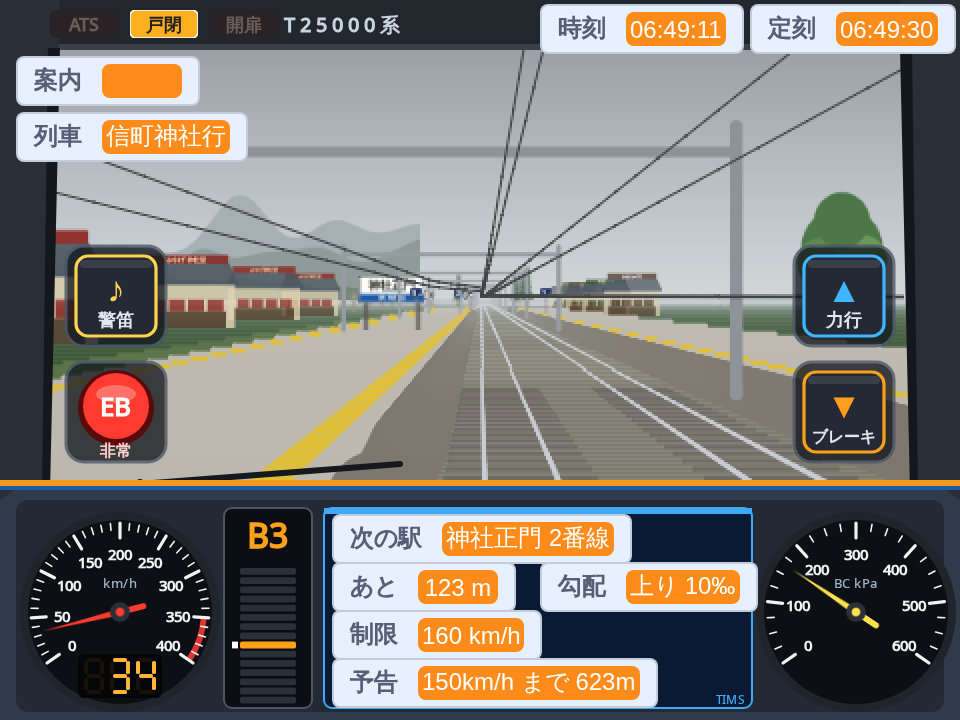 ATS 戸閉 開扉 T25000系
時刻 06:49:11 定刻 06:49:30
案内
列車 信町神社行
♪
警笛
▲
力行
EB
非常
▼
ブレーキ
0 50 100 150 200 250 300 350 400
km/h
34
B3
次の駅 神社正門 2番線
あと 123 m 勾配 上り 10‰
制限 160 km/h
予告 150km/h まで 623m
TIMS
0 100 200 300 400 500 600
BC kPa